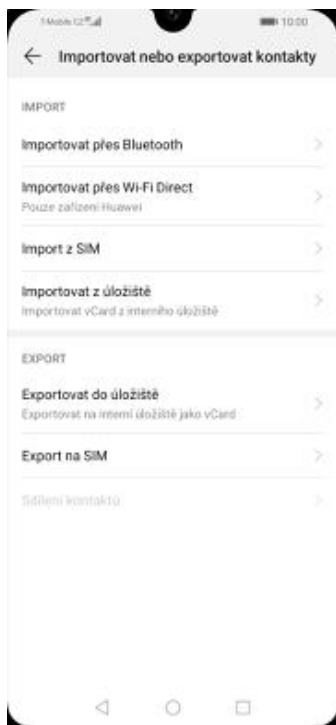 T-Mobile CZ
10:00
Importovat nebo exportovat kontakty
IMPORT
Importovat přes Bluetooth
Importovat přes Wi-Fi Direct
Pouze zařízení Huawei
Import z SIM
Importovat z úložiště
Importovat vCard z interního úložiště
EXPORT
Exportovat do úložiště
Exportovat na interní úložiště jako vCard
Export na SIM
Sdílení kontaktů